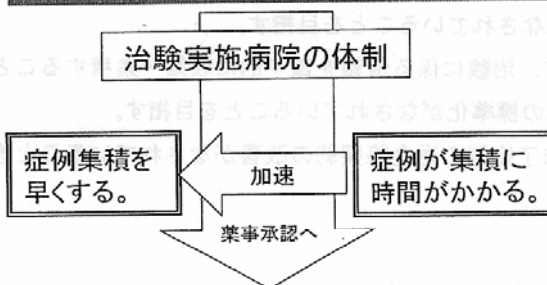 治験実施病院の体制
症例集積を
早くする。
加速
症例が集積に
時間がかかる。
薬事承認へ